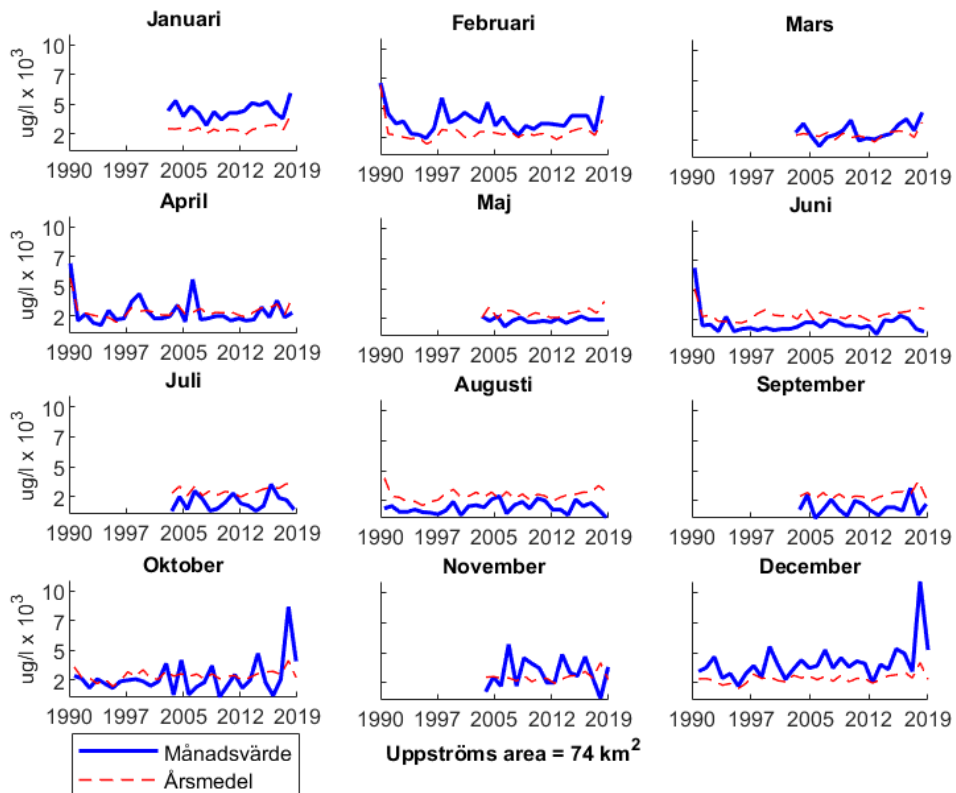 Januari Februari Mars
ug/l x 10³
10
7
5
2
1990 1997 2005 2012 2019 1990 1997 2005 2012 2019 1990 1997 2005 2012 2019
April Maj Juni
ug/l x 10³
10
7
5
2
1990 1997 2005 2012 2019 1990 1997 2005 2012 2019 1990 1997 2005 2012 2019
Juli Augusti September
ug/l x 10³
10
7
5
2
1990 1997 2005 2012 2019 1990 1997 2005 2012 2019 1990 1997 2005 2012 2019
Oktober November December
ug/l x 10³
10
7
5
2
1990 1997 2005 2012 2019 1990 1997 2005 2012 2019 1990 1997 2005 2012 2019
Månadsvärde
Årsmedel
Uppströms area = 74 km²